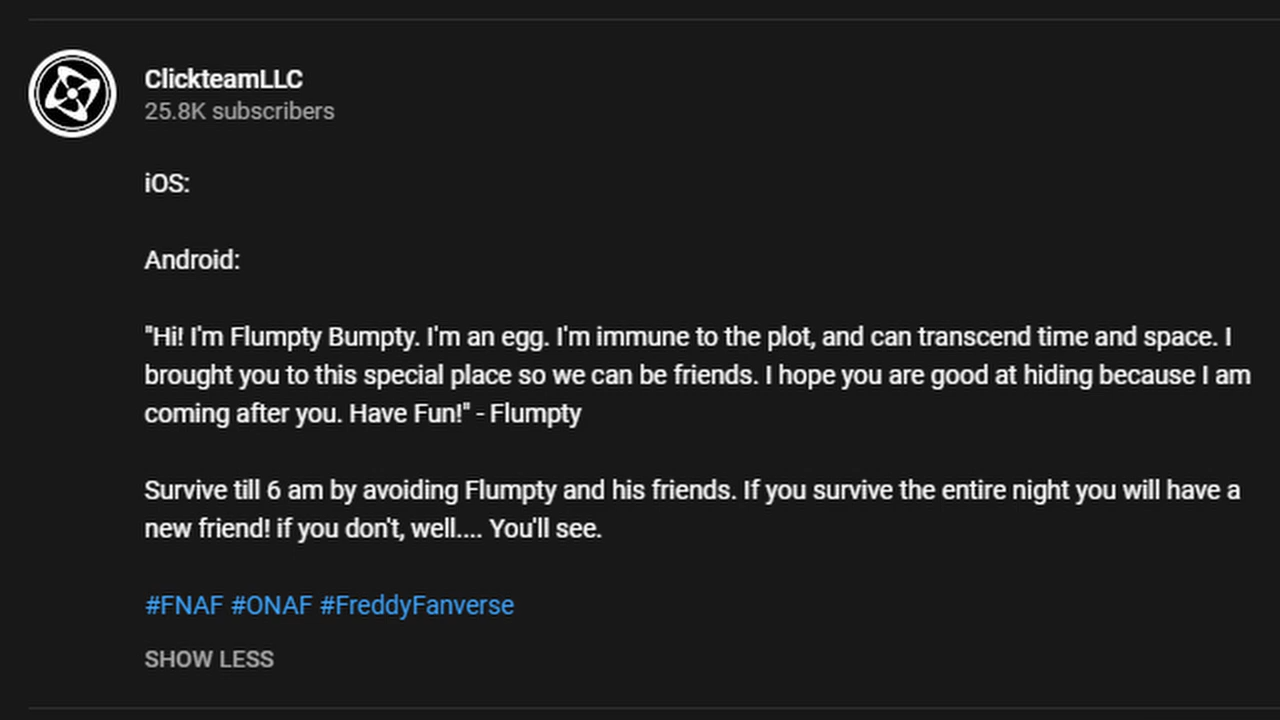 ClickteamLLC
25.8K subscribers
iOS:
Android:
"Hi! I'm Flumpty Bumpty. I'm an egg. I'm immune to the plot, and can transcend time and space. I
brought you to this special place so we can be friends. I hope you are good at hiding because I am
coming after you. Have Fun!" - Flumpty
Survive till 6 am by avoiding Flumpty and his friends. If you survive the entire night you will have a
new friend! if you don't, well.... You'll see.
#FNAF #ONAF #FreddyFanverse
SHOW LESS